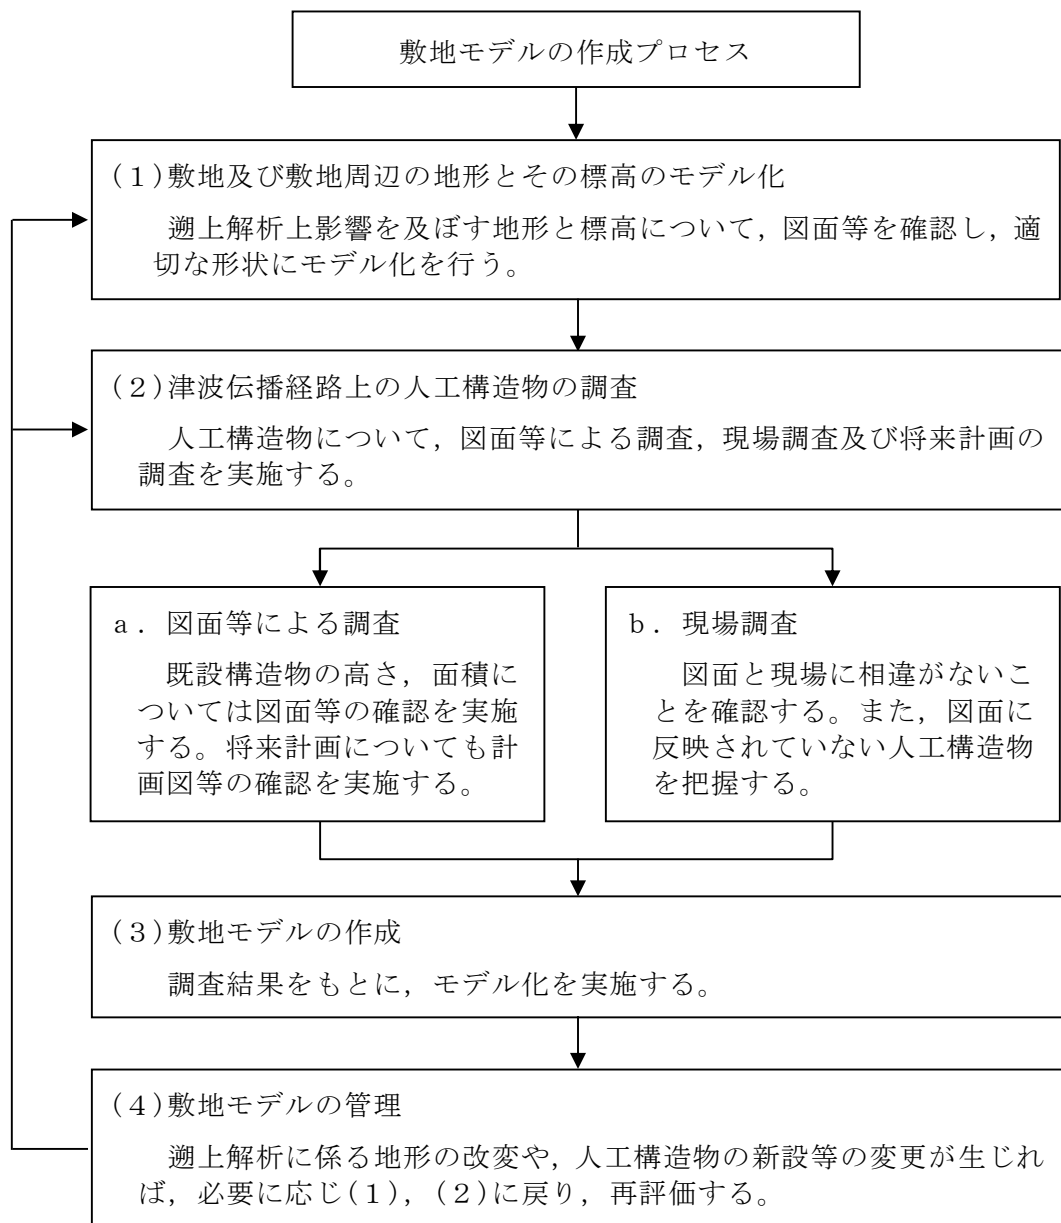 敷地モデルの作成プロセス
(1)敷地及び敷地周辺の地形とその標高のモデル化
遡上解析上影響を及ぼす地形と標高について，図面等を確認し，適
切な形状にモデル化を行う。
(2)津波伝播経路上の人工構造物の調査
人工構造物について，図面等による調査，現場調査及び将来計画の
調査を実施する。
a．図面等による調査
既設構造物の高さ，面積に
ついては図面等の確認を実施
する。将来計画についても計
画図等の確認を実施する。
b．現場調査
図面と現場に相違がないこ
とを確認する。また，図面に
反映されていない人工構造物
を把握する。
(3)敷地モデルの作成
調査結果をもとに，モデル化を実施する。
(4)敷地モデルの管理
遡上解析に係る地形の改変や，人工構造物の新設等の変更が生じれ
ば，必要に応じ(1)，(2)に戻り，再評価する。